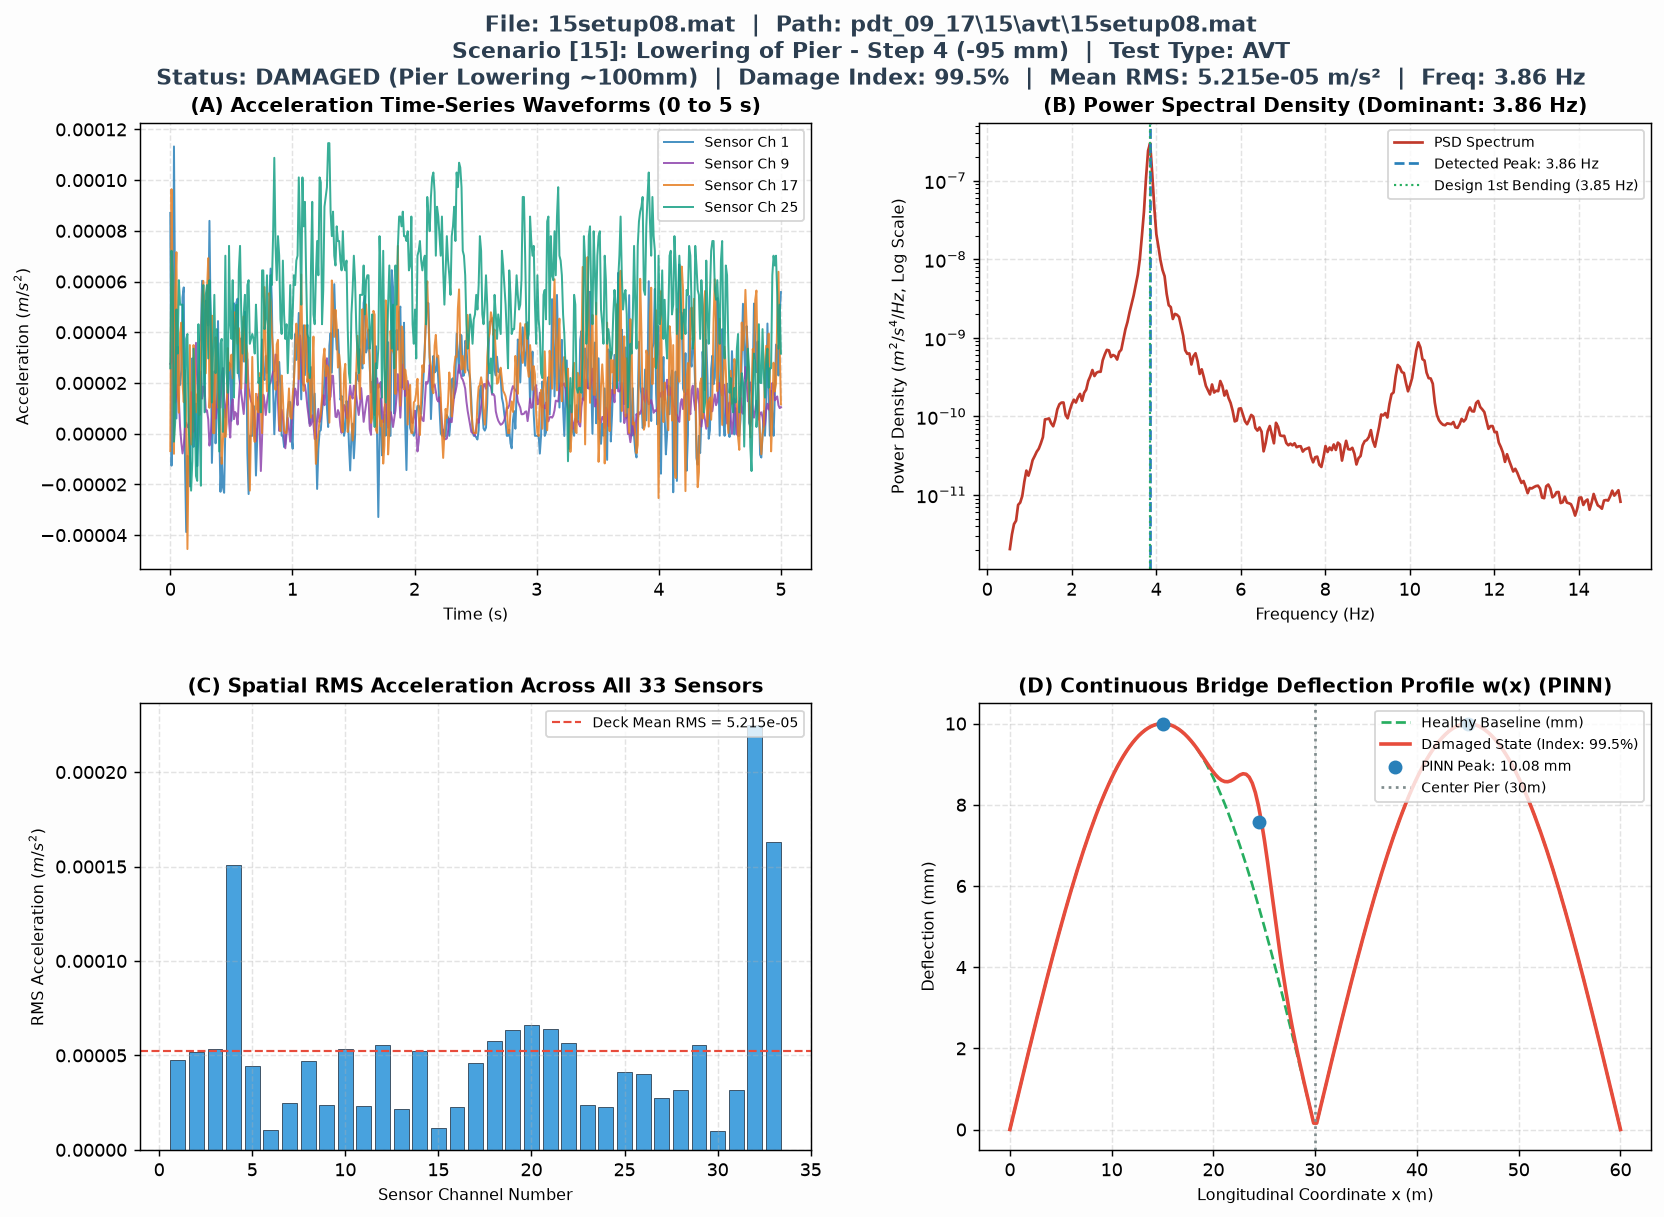 File: 15setup08.mat | Path: pdt_09_17\15\avt\15setup08.mat
Scenario [15]: Lowering of Pier - Step 4 (-95 mm) | Test Type: AVT
Status: DAMAGED (Pier Lowering ~100mm) | Damage Index: 99.5% | Mean RMS: 5.215e-05 m/s² | Freq: 3.86 Hz
(A) Acceleration Time-Series Waveforms (0 to 5 s)
Acceleration (m/s²)
0.00012
0.00010
0.00008
0.00006
0.00004
0.00002
0.00000
−0.00002
−0.00004
Sensor Ch 1
Sensor Ch 9
Sensor Ch 17
Sensor Ch 25
0 1 2 3 4 5
Time (s)
(B) Power Spectral Density (Dominant: 3.86 Hz)
Power Density (m²/s⁴/Hz, Log Scale)
10⁻⁷
10⁻⁸
10⁻⁹
10⁻¹⁰
10⁻¹¹
PSD Spectrum
Detected Peak: 3.86 Hz
Design 1st Bending (3.85 Hz)
0 2 4 6 8 10 12 14
Frequency (Hz)
(C) Spatial RMS Acceleration Across All 33 Sensors
RMS Acceleration (m/s²)
0.00020
0.00015
0.00010
0.00005
0.00000
Deck Mean RMS = 5.215e-05
0 5 10 15 20 25 30 35
Sensor Channel Number
(D) Continuous Bridge Deflection Profile w(x) (PINN)
Deflection (mm)
10
8
6
4
2
0
Healthy Baseline (mm)
Damaged State (Index: 99.5%)
PINN Peak: 10.08 mm
Center Pier (30m)
0 10 20 30 40 50 60
Longitudinal Coordinate x (m)